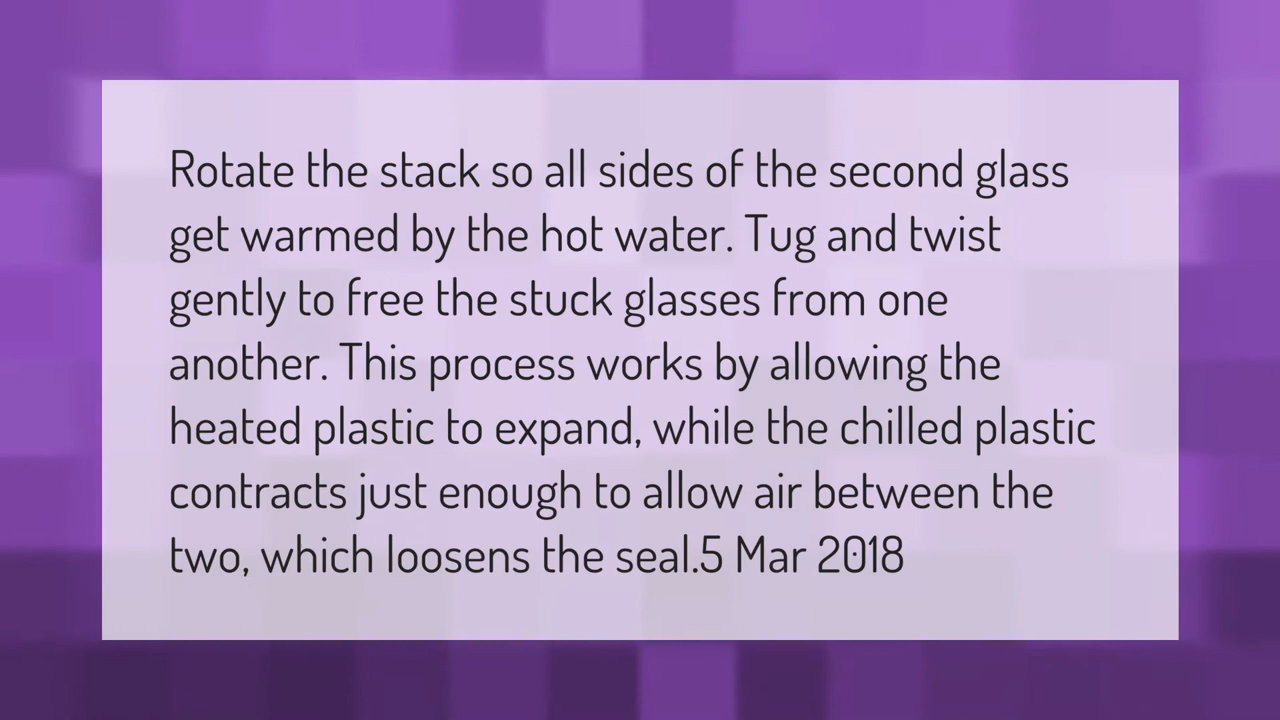 Rotate the stack so all sides of the second glass
get warmed by the hot water. Tug and twist
gently to free the stuck glasses from one
another. This process works by allowing the
heated plastic to expand, while the chilled plastic
contracts just enough to allow air between the
two, which loosens the seal.5 Mar 2018